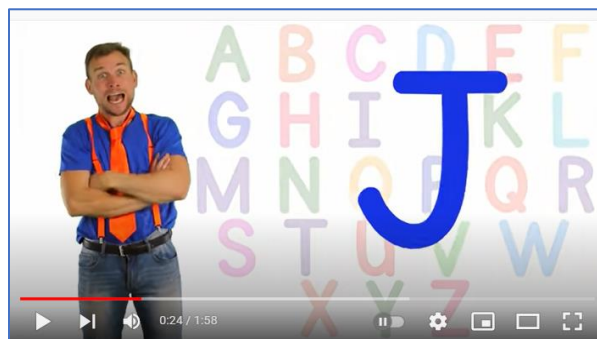 A B C D E F
G H I J K L
M N O P Q R
S T U V W
X Y Z
0:24 / 1:58